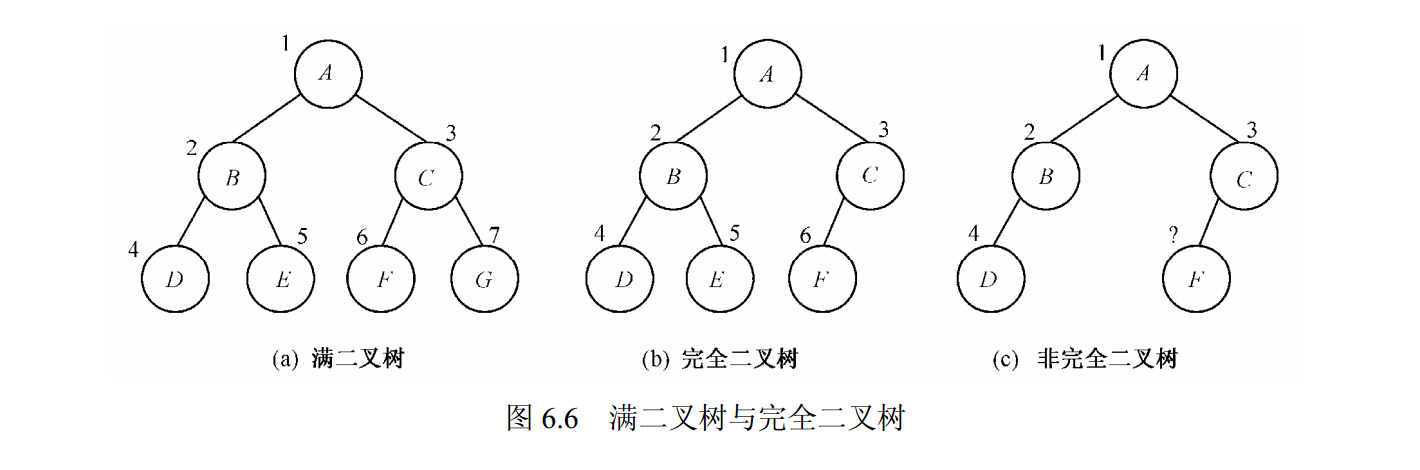 1 A 1 A 1 A
2 B 3 C 2 B 3 C 2 B 3 C
4 D 5 E 6 F 7 G 4 D 5 E 6 F 4 D ? F
(a) 满二叉树 (b) 完全二叉树 (c) 非完全二叉树
图 6.6 满二叉树与完全二叉树